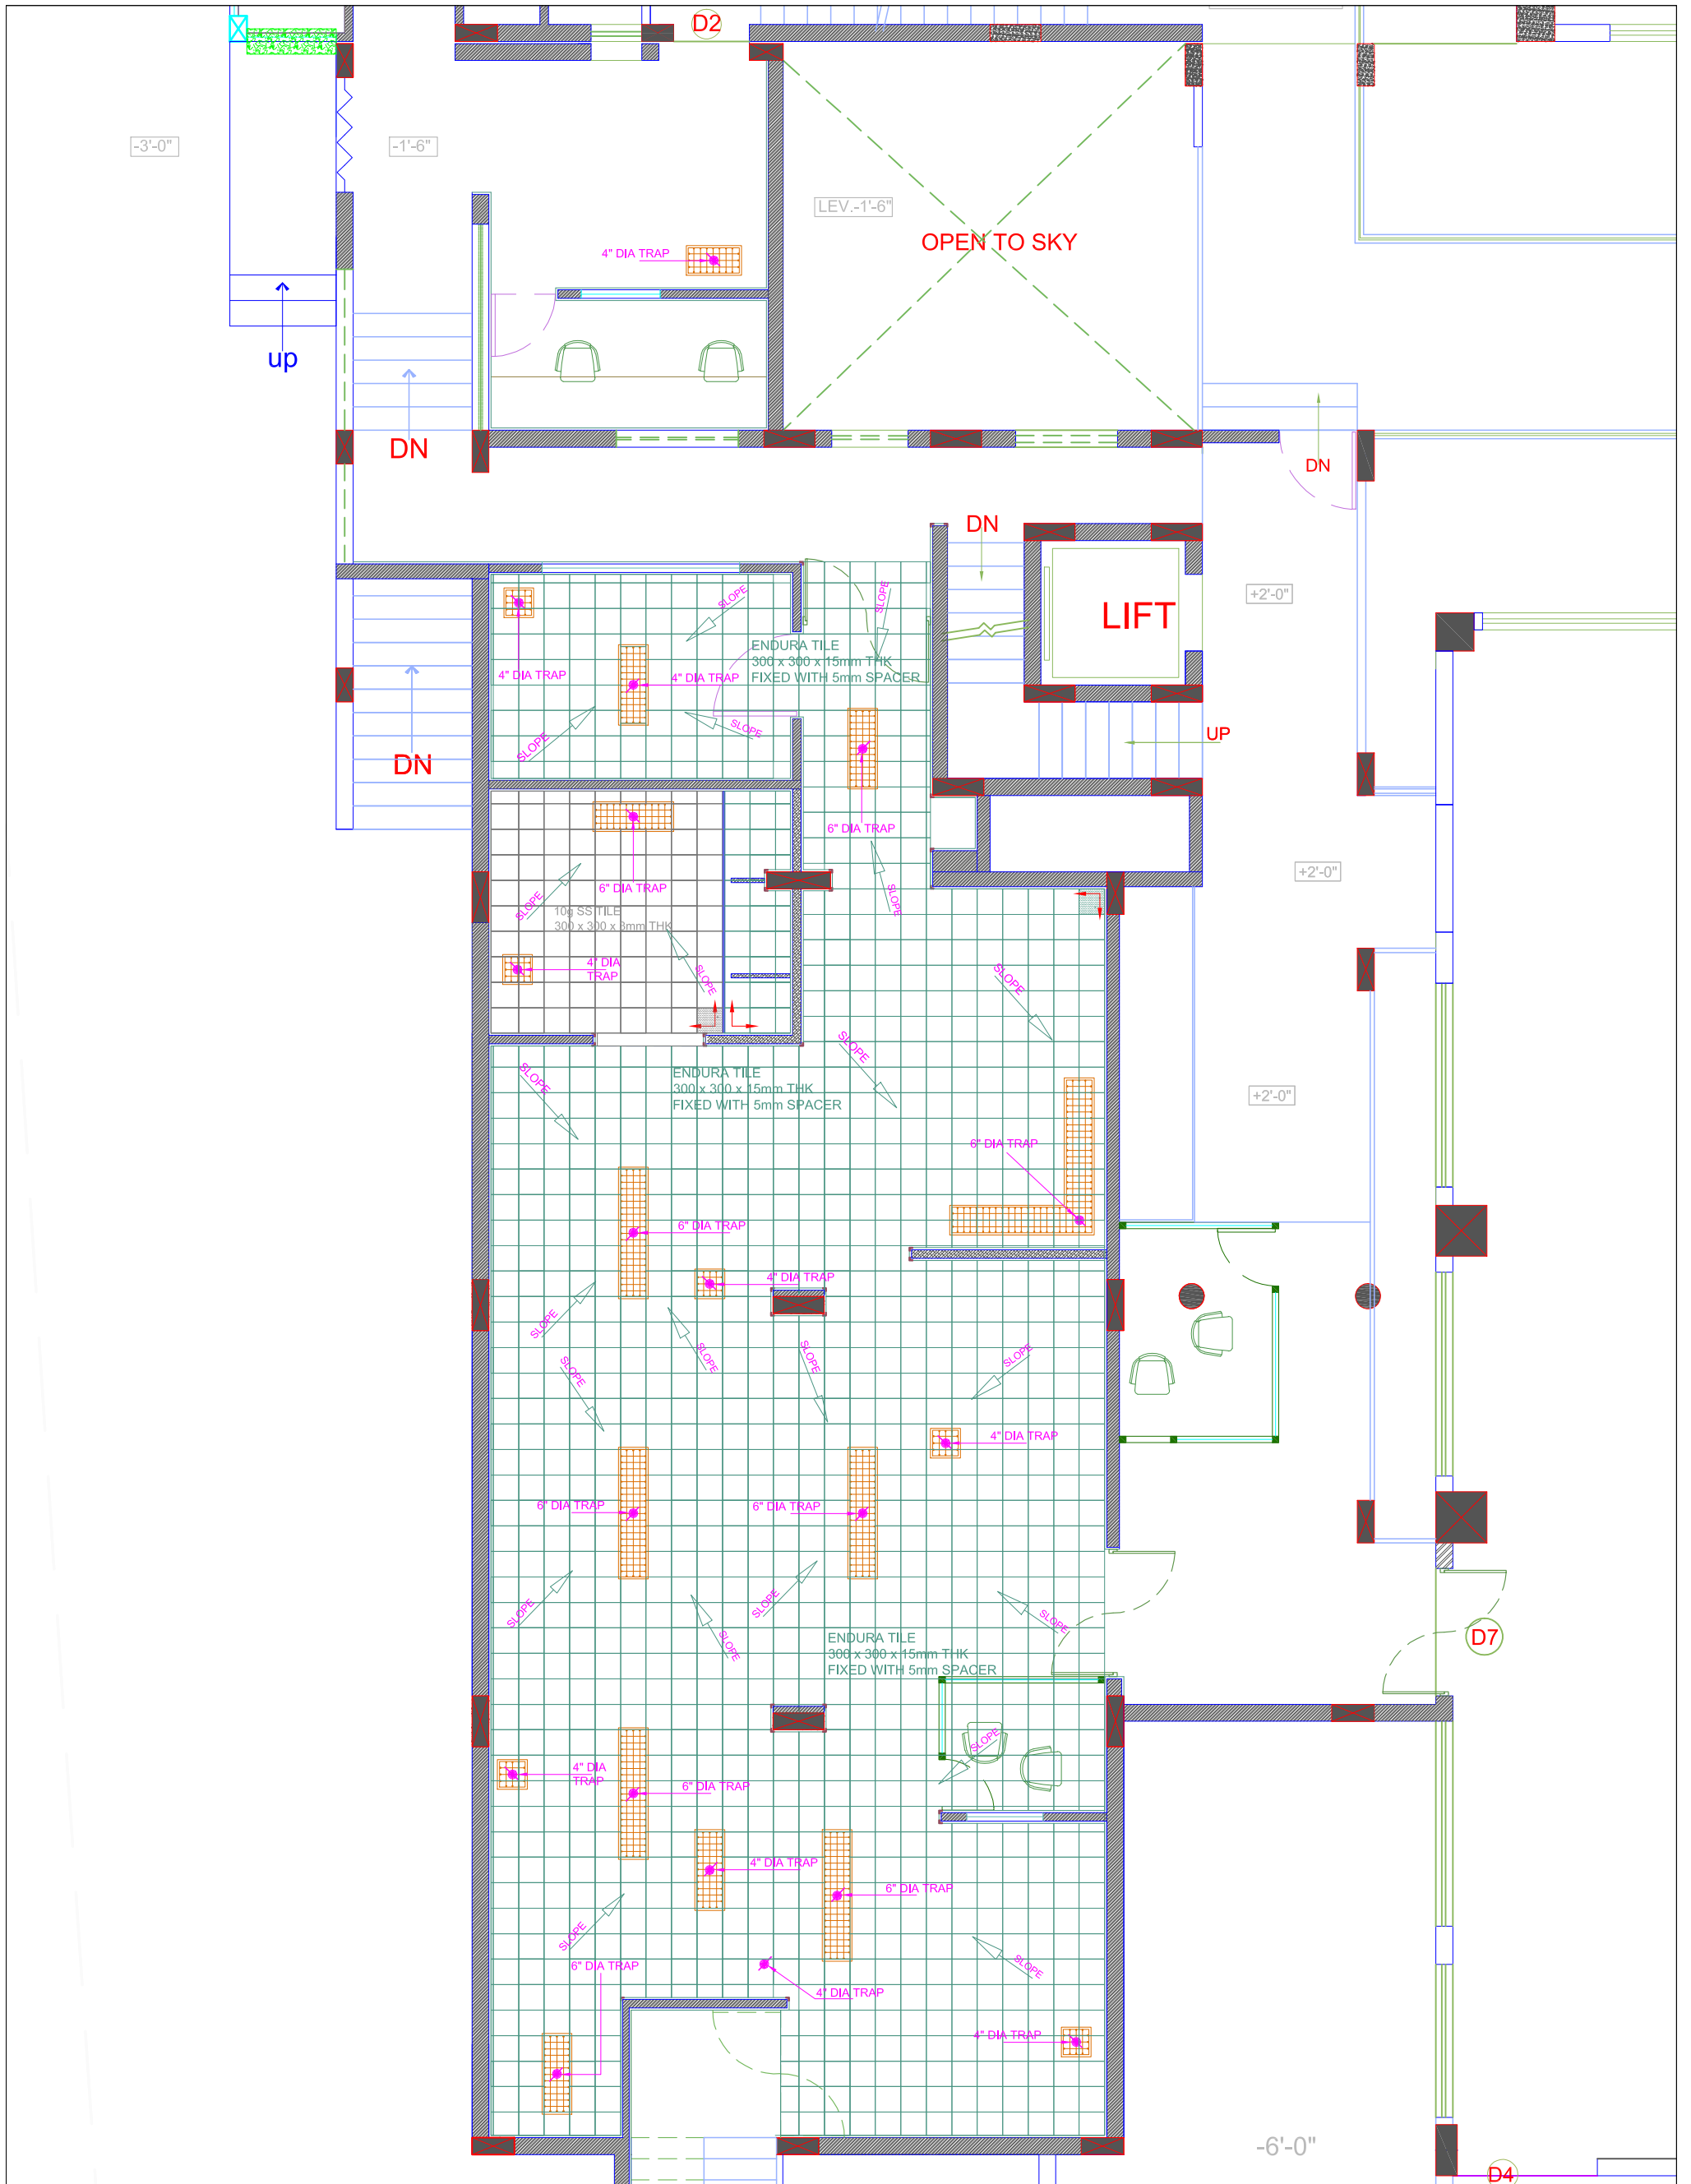 D2
-3'-0"
-1'-6"
LEV.-1'-6"
OPEN TO SKY
4" DIA TRAP
up
DN
DN
DN
LIFT
+2'-0"
SLOPE
SLOPE
ENDURA TILE
300 x 300 x 15mm THK
FIXED WITH 5mm SPACER
4" DIA TRAP
4" DIA TRAP
SLOPE
SLOPE
UP
DN
6" DIA TRAP
+2'-0"
6" DIA TRAP
SLOPE
SLOPE
10g SS TILE
300 x 300 x 3mm THK
4" DIA
TRAP
SLOPE
SLOPE
SLOPE
SLOPE
ENDURA TILE
300 x 300 x 15mm THK
FIXED WITH 5mm SPACER
+2'-0"
6" DIA TRAP
6" DIA TRAP
4" DIA TRAP
SLOPE
SLOPE
SLOPE
SLOPE
SLOPE
4" DIA TRAP
6" DIA TRAP
6" DIA TRAP
SLOPE
SLOPE
SLOPE
SLOPE
ENDURA TILE
300 x 300 x 15mm THK
FIXED WITH 5mm SPACER
D7
SLOPE
4" DIA
TRAP
6" DIA TRAP
4" DIA TRAP
6" DIA TRAP
SLOPE
SLOPE
6" DIA TRAP
4" DIA TRAP
4" DIA TRAP
-6'-0"
D4